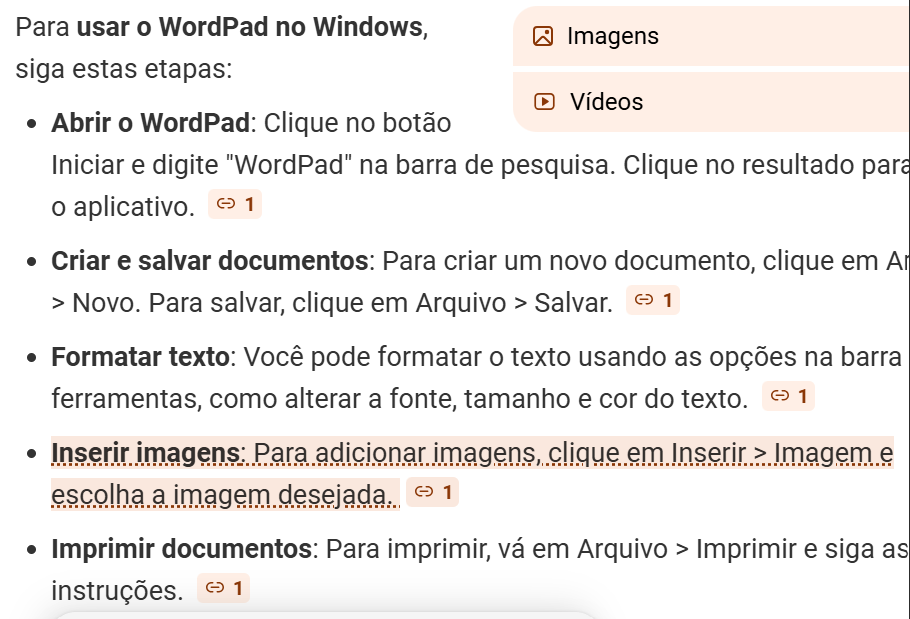 Para usar o WordPad no Windows,
siga estas etapas:
Imagens
Vídeos
• Abrir o WordPad: Clique no botão
Iniciar e digite "WordPad" na barra de pesquisa. Clique no resultado para
o aplicativo. 1
• Criar e salvar documentos: Para criar um novo documento, clique em Ar
> Novo. Para salvar, clique em Arquivo > Salvar. 1
• Formatar texto: Você pode formatar o texto usando as opções na barra
ferramentas, como alterar a fonte, tamanho e cor do texto. 1
• Inserir imagens: Para adicionar imagens, clique em Inserir > Imagem e
escolha a imagem desejada. 1
• Imprimir documentos: Para imprimir, vá em Arquivo > Imprimir e siga as
instruções. 1